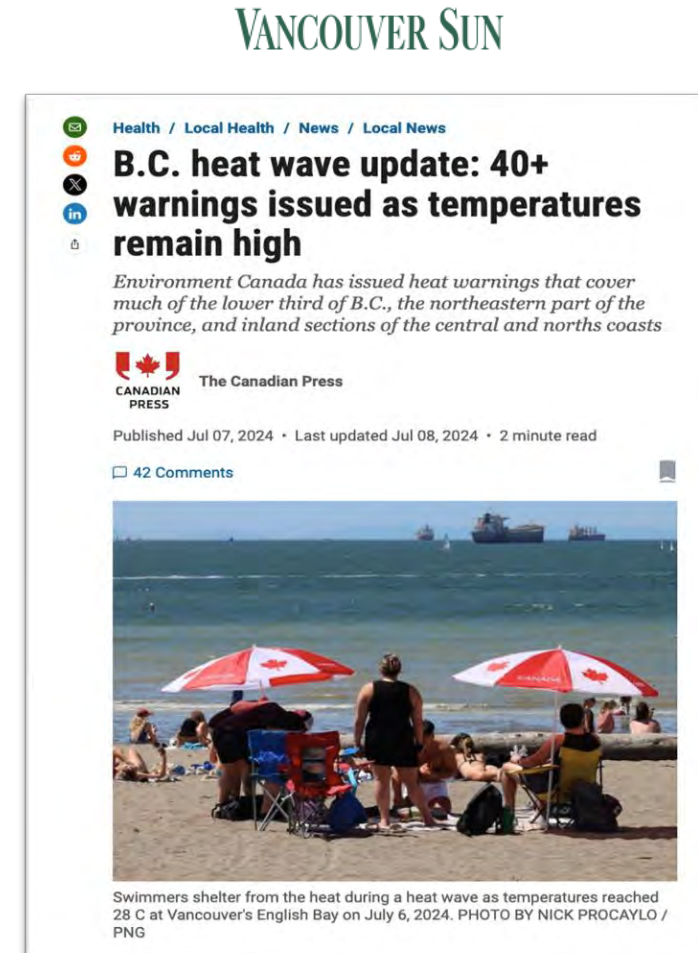 VANCOUVER SUN
Health / Local Health / News / Local News
B.C. heat wave update: 40+
warnings issued as temperatures
remain high
Environment Canada has issued heat warnings that cover
much of the lower third of B.C., the northeastern part of the
province, and inland sections of the central and norths coasts
CANADIAN
PRESS
The Canadian Press
Published Jul 07, 2024 • Last updated Jul 08, 2024 • 2 minute read
42 Comments
CANADA
Swimmers shelter from the heat during a heat wave as temperatures reached
28 C at Vancouver's English Bay on July 6, 2024. PHOTO BY NICK PROCAYLO /
PNG